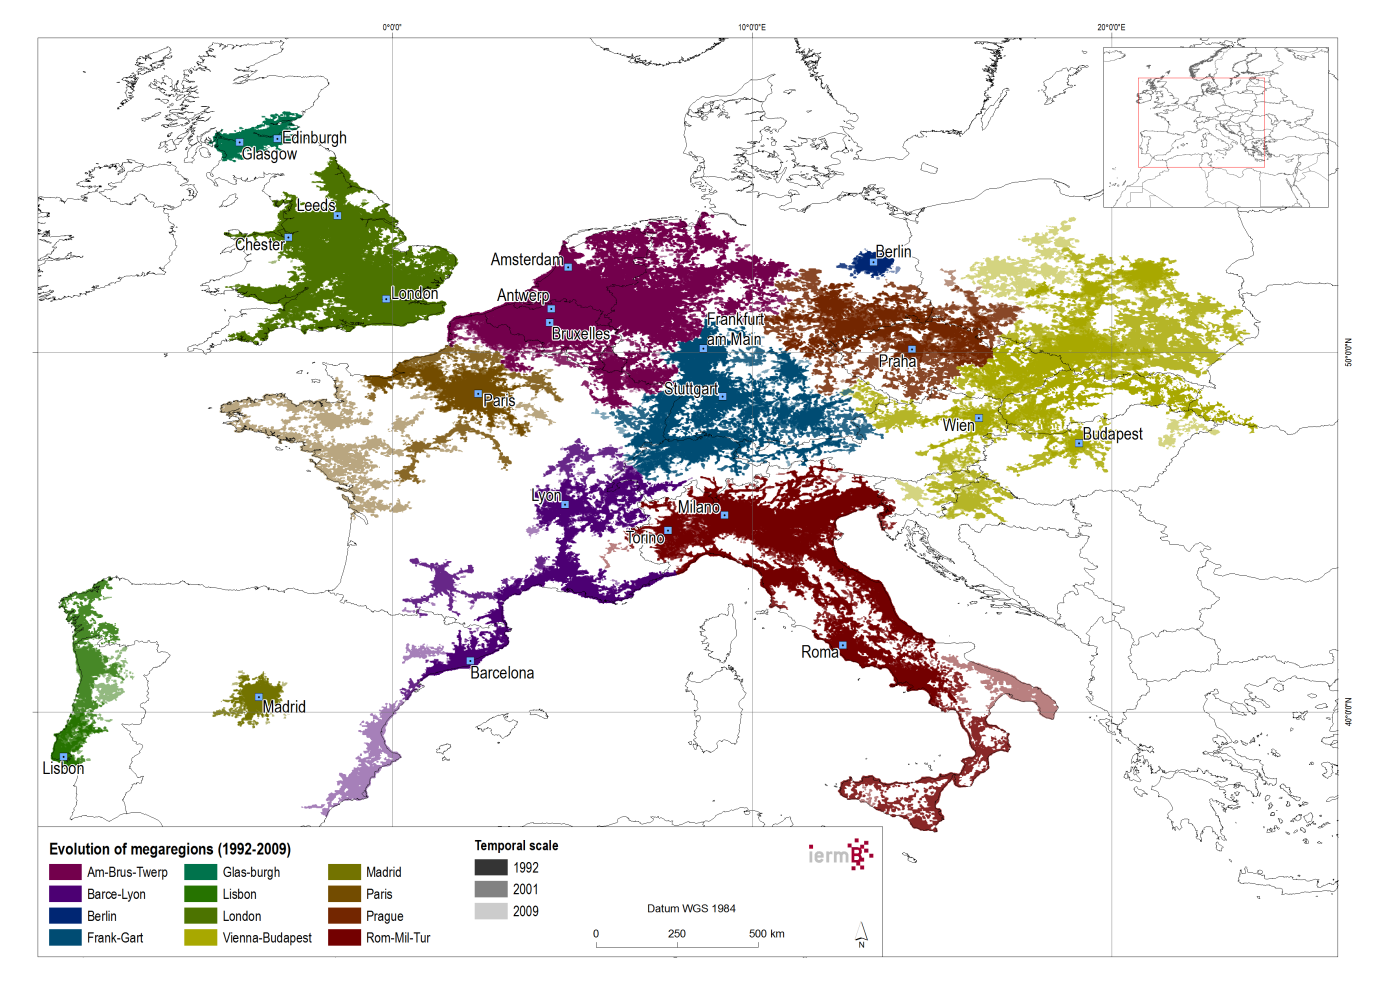 0°0'0"
10°0'0"E
20°0'0"E
Edinburgh
Glasgow
Leeds
Chester
London
Amsterdam
Antwerp
Bruxelles
Berlin
Frankfurt
am Main
Praha
50°0'0"N
Stuttgart
Paris
Wien
Budapest
Lyon
Milano
Torino
Roma
Barcelona
Madrid
40°0'0"N
Lisbon
Evolution of megaregions (1992-2009)
Am-Brus-Twerp
Barce-Lyon
Berlin
Frank-Gart
Glas-burgh
Lisbon
London
Vienna-Budapest
Madrid
Paris
Prague
Rom-Mil-Tur
Temporal scale
1992
2001
2009
Datum WGS 1984
0 250 500 km
iermB
N